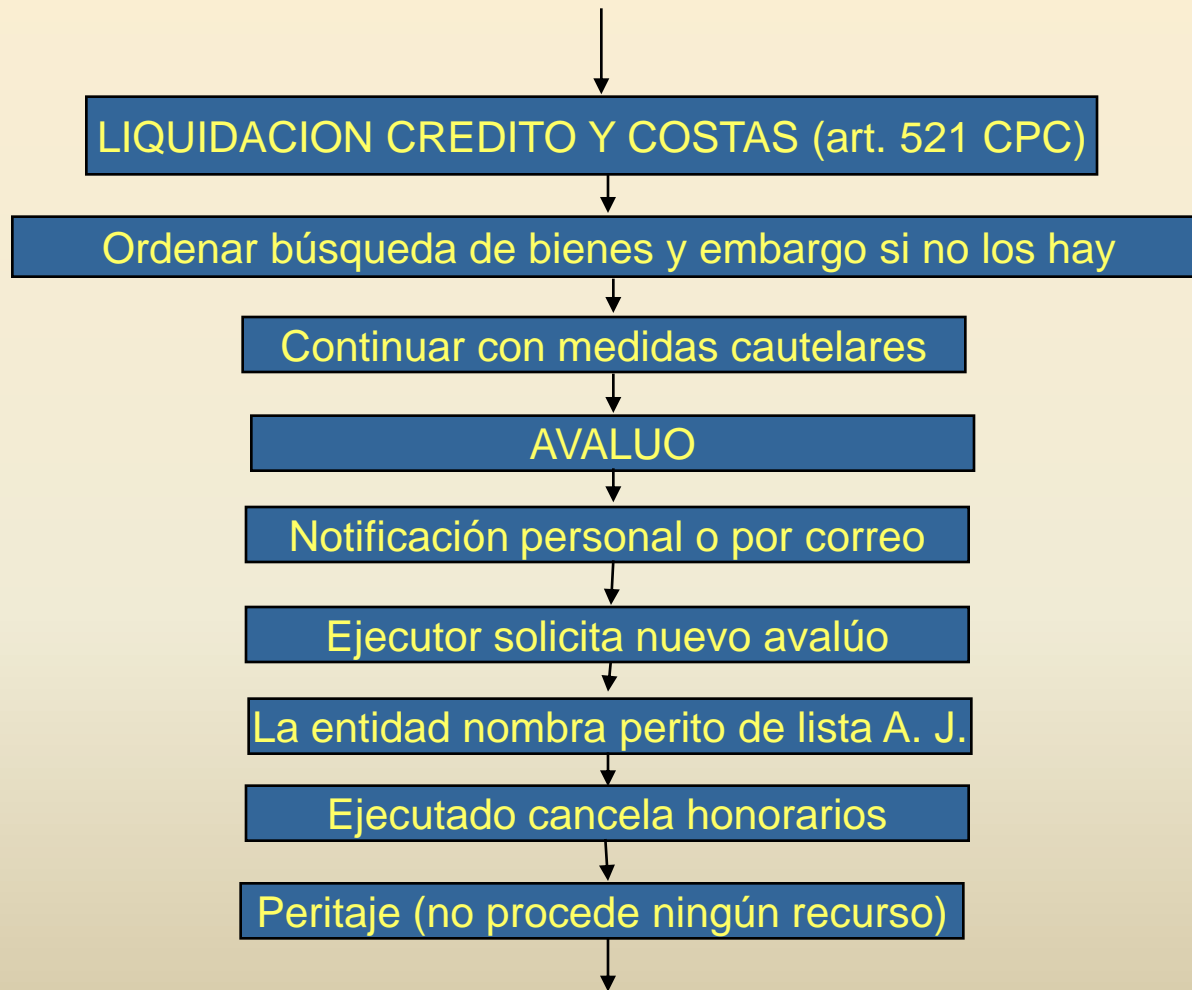 LIQUIDACION CREDITO Y COSTAS (art. 521 CPC)
Ordenar búsqueda de bienes y embargo si no los hay
Continuar con medidas cautelares
AVALUO
Notificación personal o por correo
Ejecutor solicita nuevo avalúo
La entidad nombra perito de lista A. J.
Ejecutado cancela honorarios
Peritaje (no procede ningún recurso)